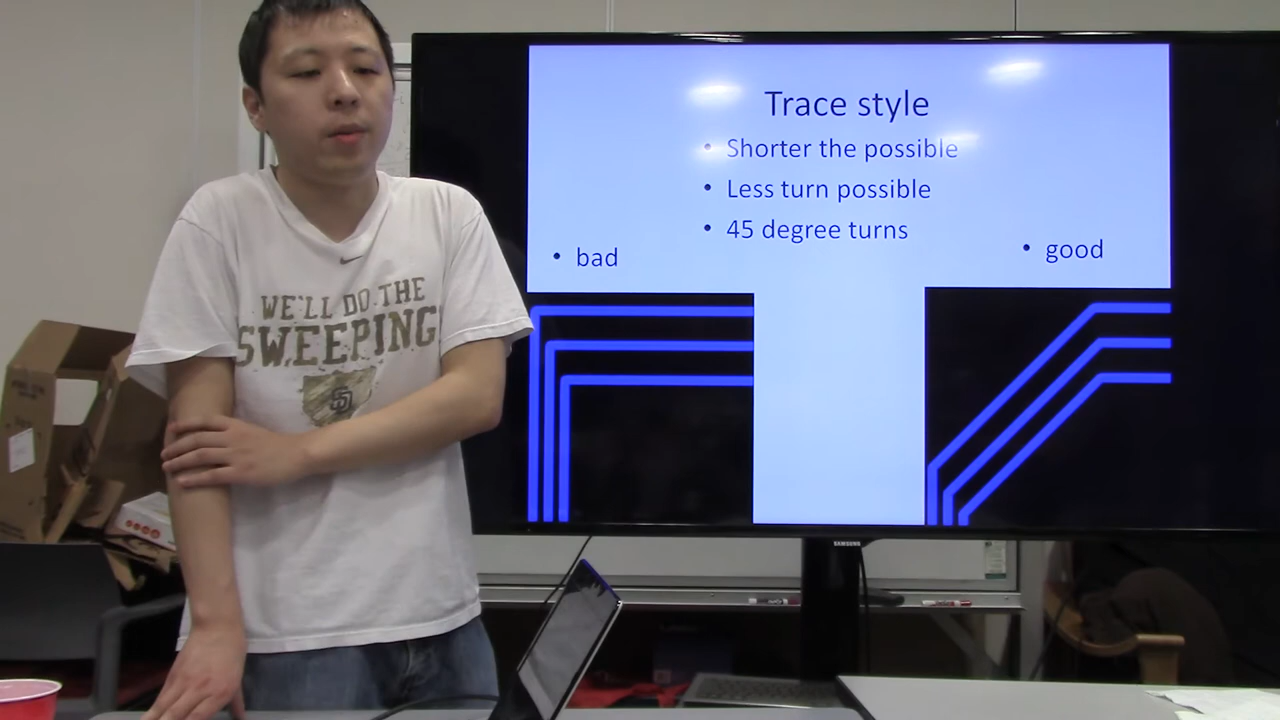 Trace style
• Shorter the possible
• Less turn possible
• 45 degree turns
• bad
• good
WE'LL DO THE
SWEEPING
SD
SAMSUNG